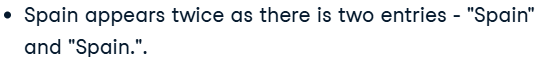 • Spain appears twice as there is two entries - "Spain"
and "Spain.".